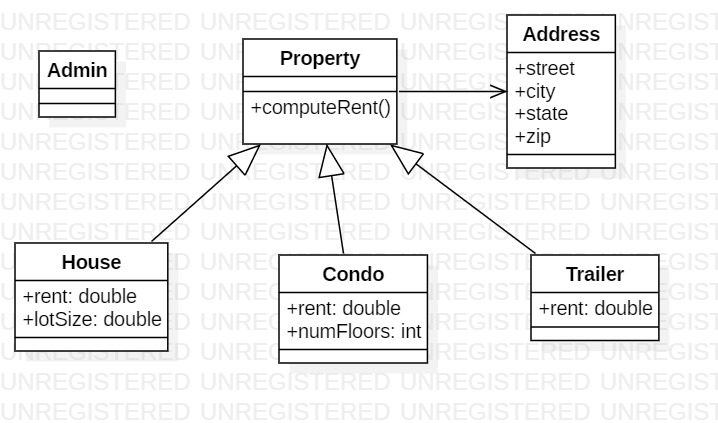 UNREGISTERED UNREGISTERED UNREGISTERED UNREGISTERED
Admin
Property
+computeRent()
Address
+street
+city
+state
+zip
House
+rent: double
+lotSize: double
Condo
+rent: double
+numFloors: int
Trailer
+rent: double